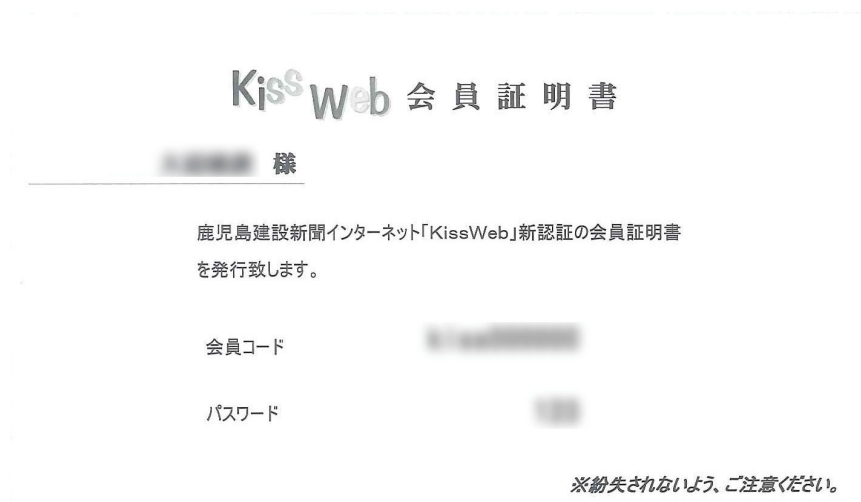 Kiss Web 会員証明書
様
鹿児島建設新聞インターネット｢KissWeb｣新認証の会員証明書
を発行致します。
会員コード
パスワード
※紛失されないよう、ご注意ください。